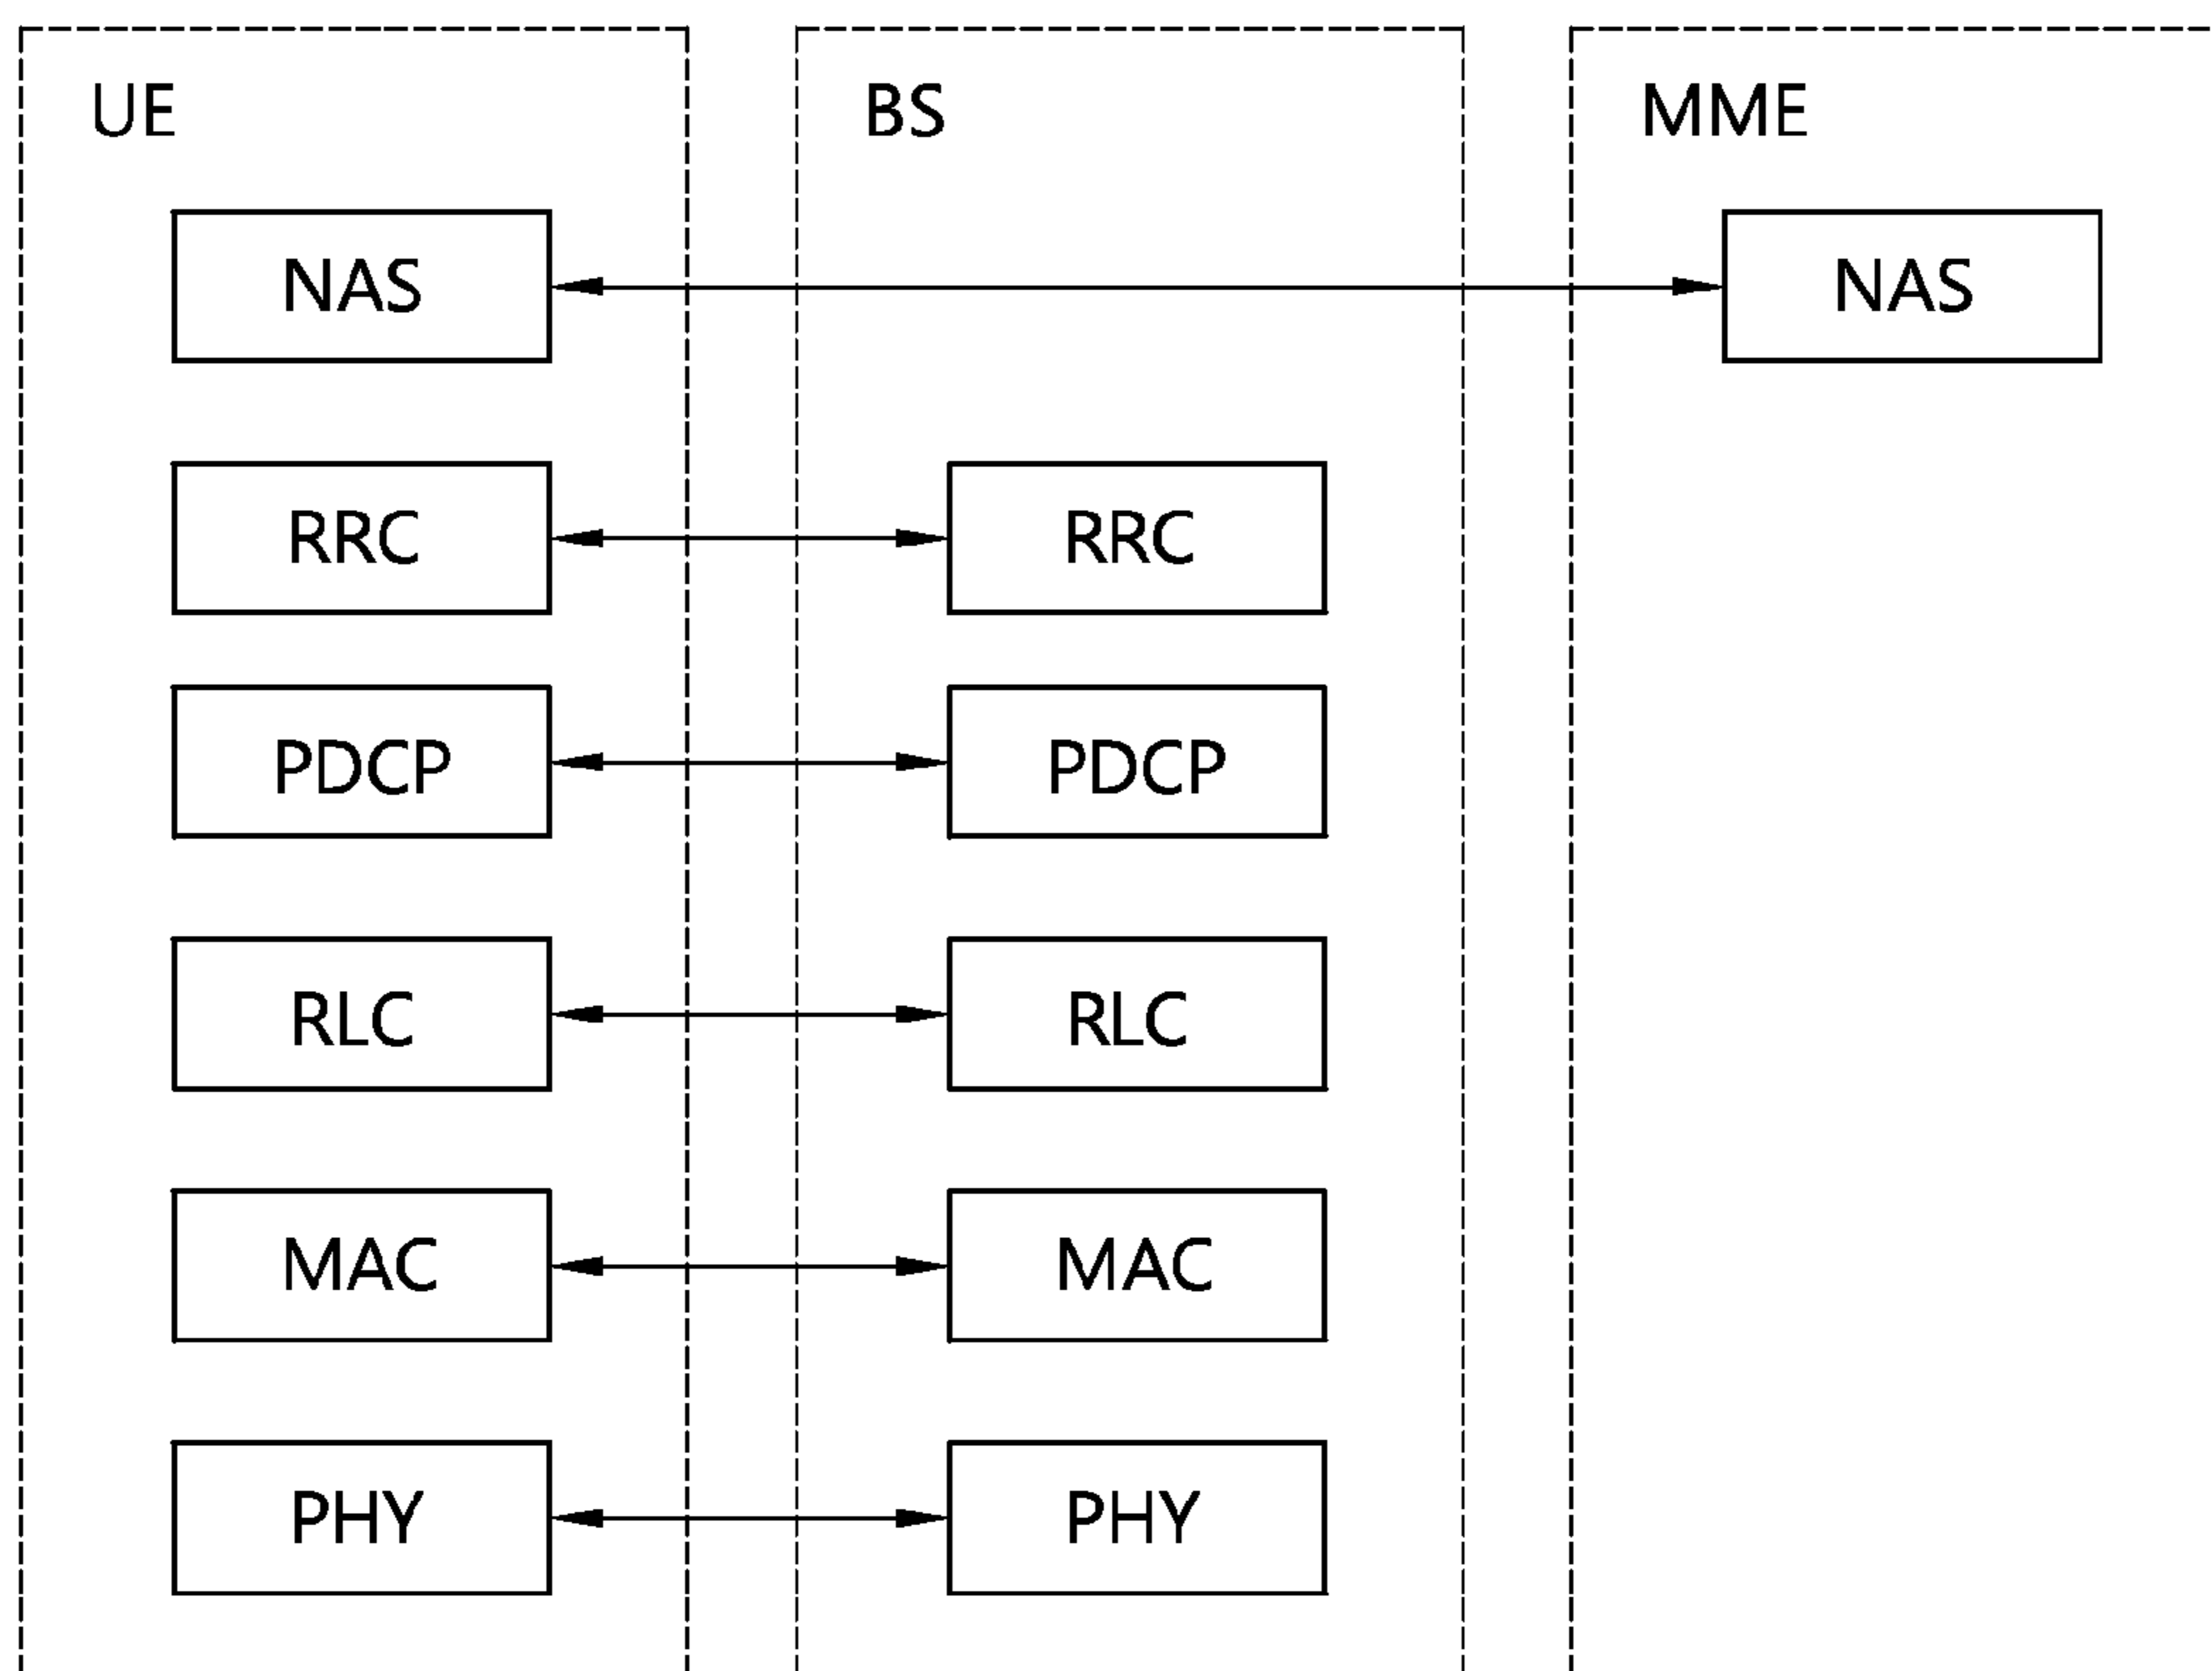 UE BS MME
NAS NAS
RRC RRC
PDCP PDCP
RLC RLC
MAC MAC
PHY PHY